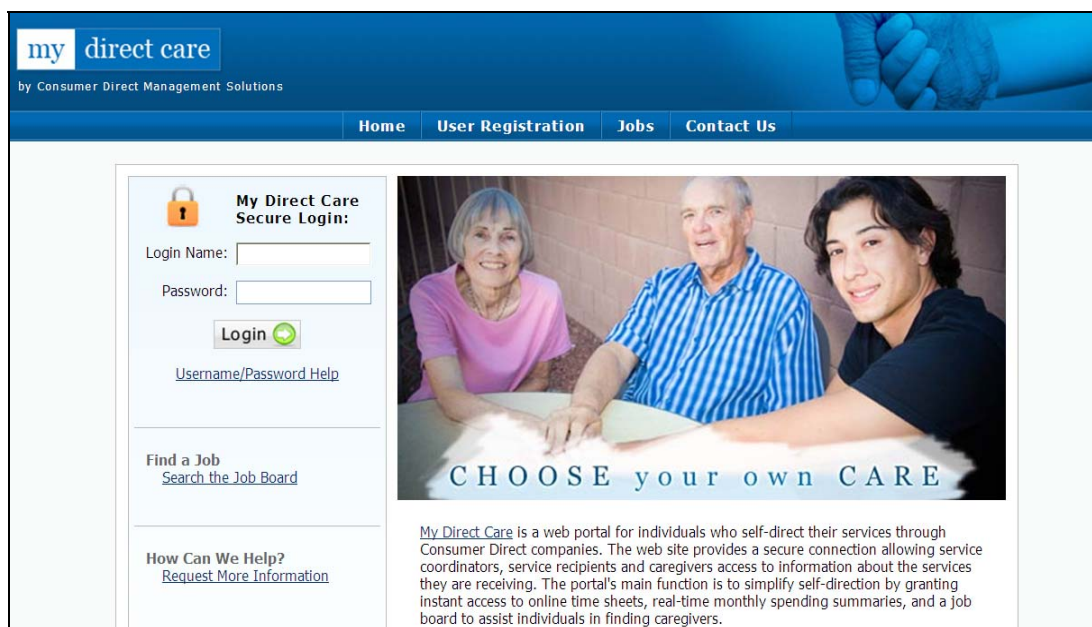 my direct care
by Consumer Direct Management Solutions
Home User Registration Jobs Contact Us
My Direct Care
Secure Login:
Login Name:
Password:
Login
Username/Password Help
Find a Job
Search the Job Board
How Can We Help?
Request More Information
CHOOSE your own CARE
My Direct Care is a web portal for individuals who self-direct their services through
Consumer Direct companies. The web site provides a secure connection allowing service
coordinators, service recipients and caregivers access to information about the services
they are receiving. The portal's main function is to simplify self-direction by granting
instant access to online time sheets, real-time monthly spending summaries, and a job
board to assist individuals in finding caregivers.